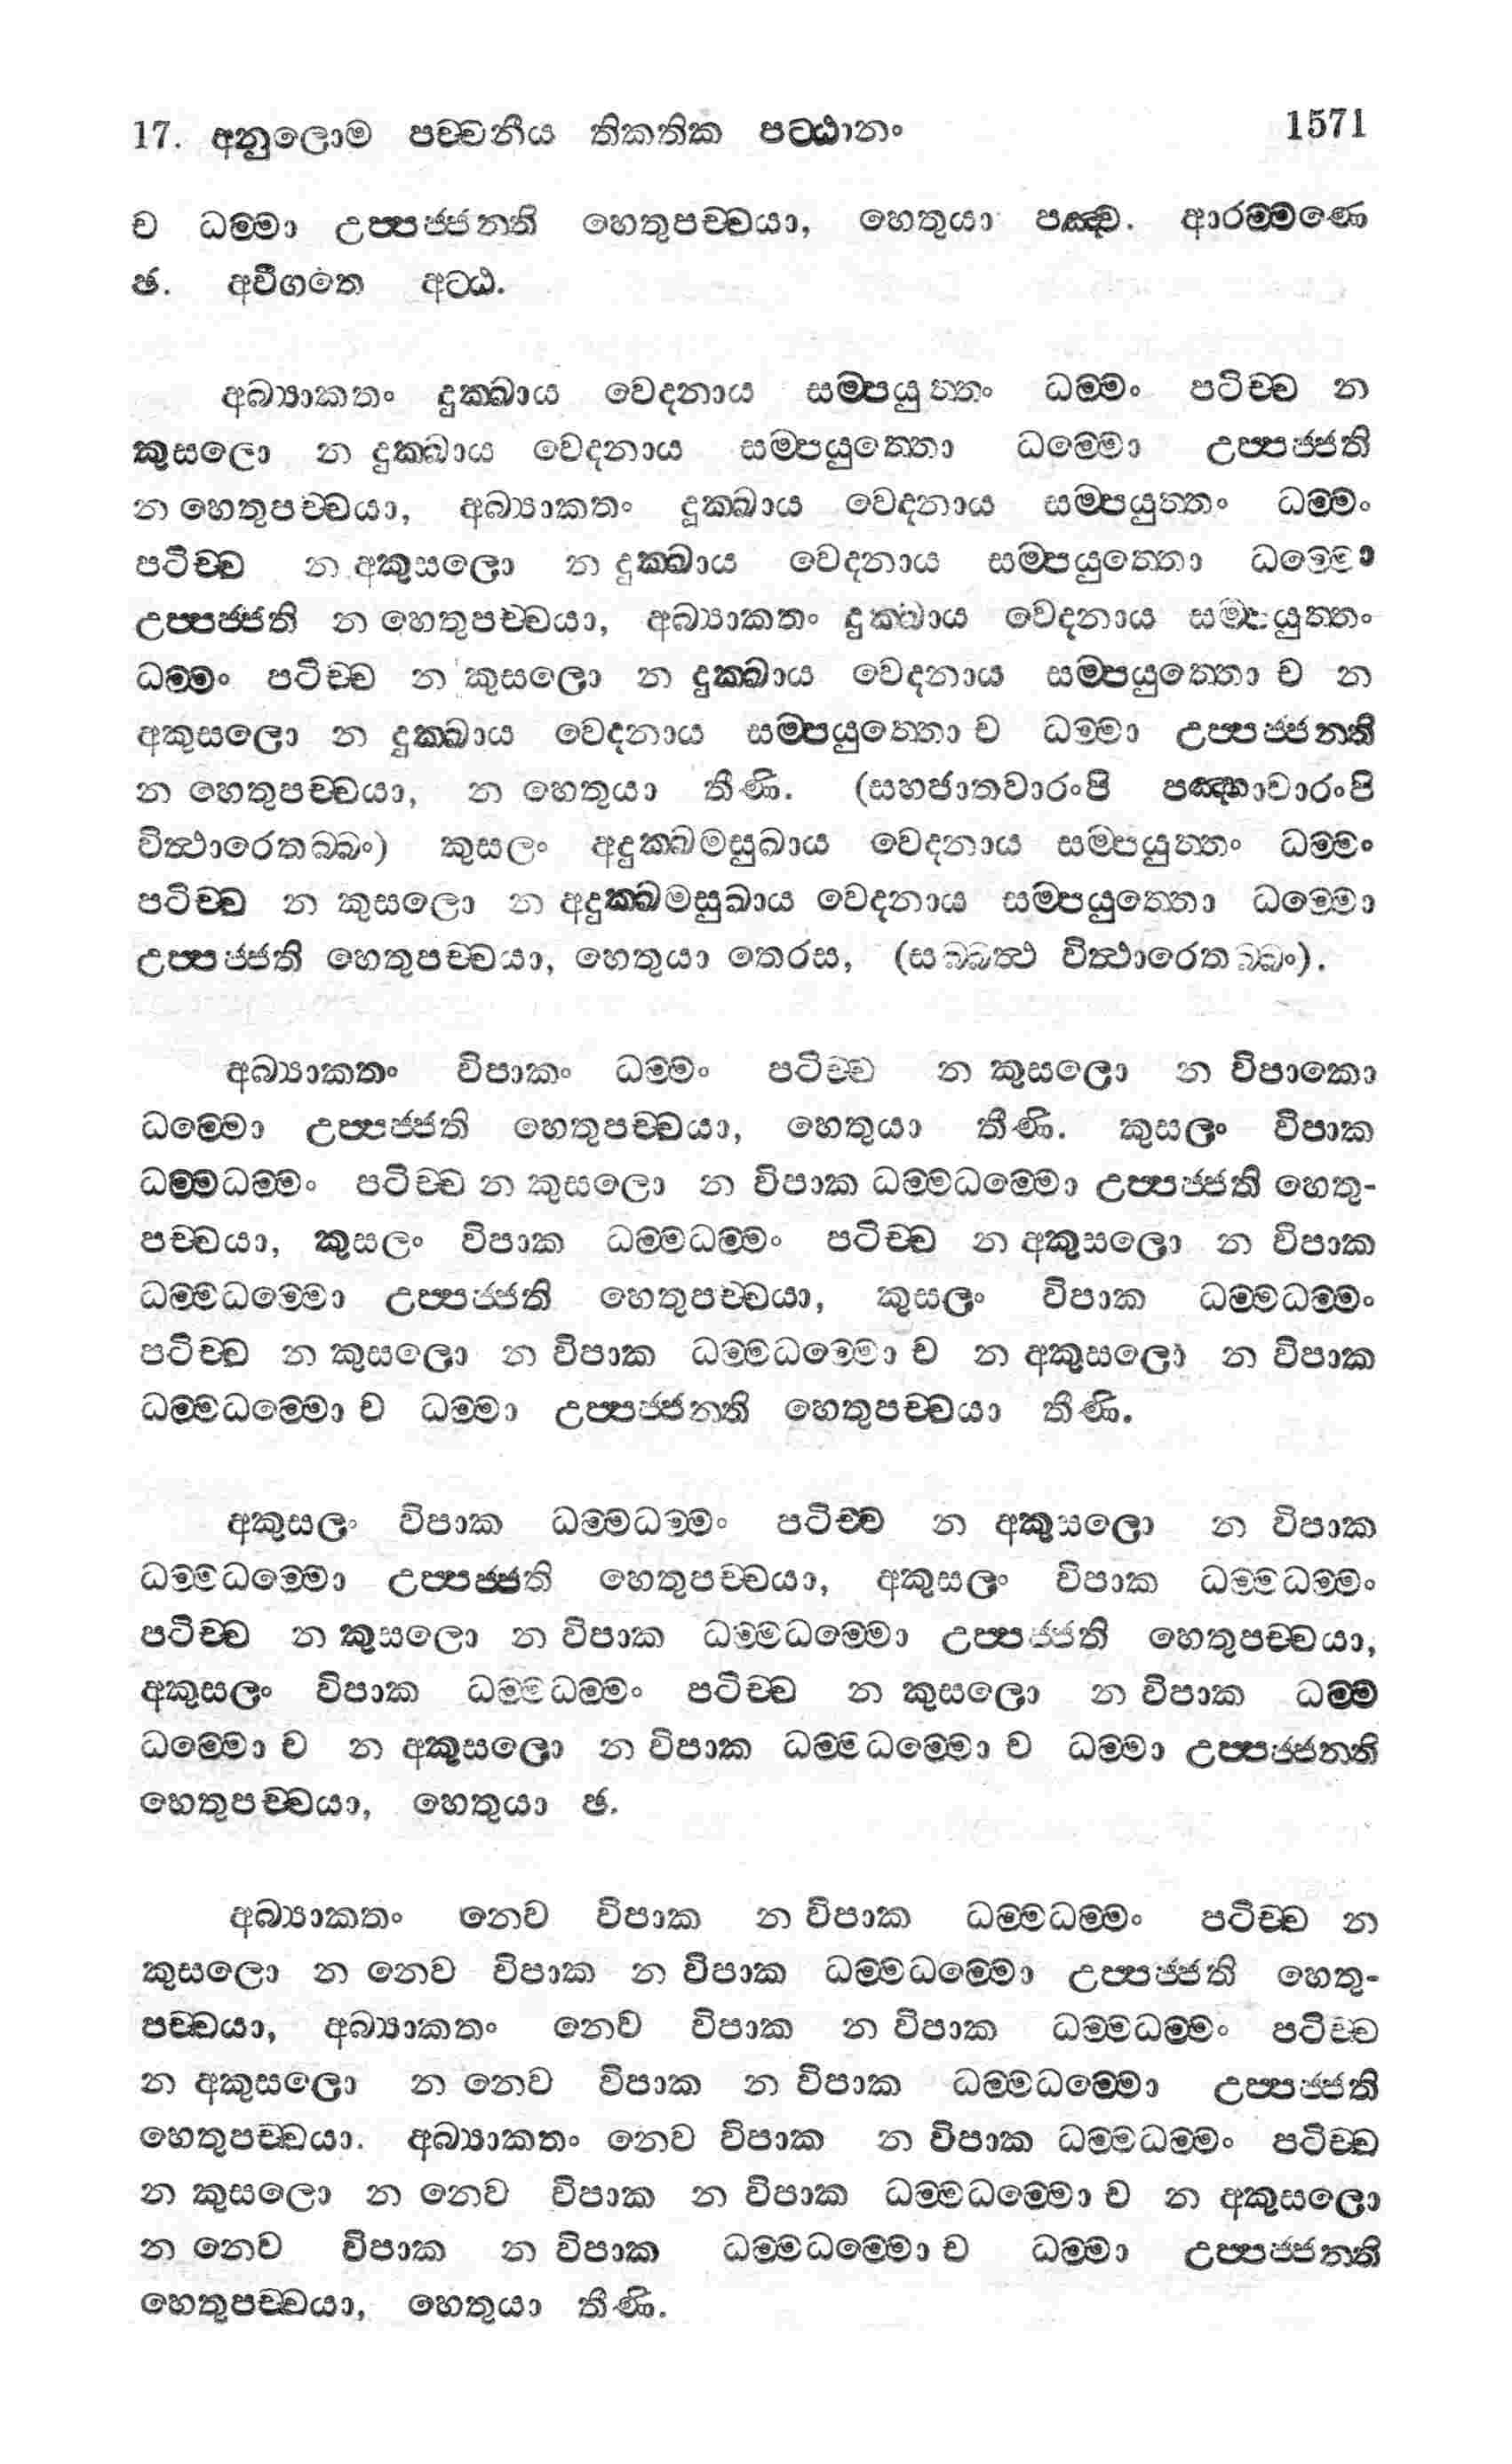 17. අනුලොම පච්චනීය තිකතික පට්ඨානං 1571
ච ධම්මා උප්පජ්ජන්ති හෙතුපච්චයා, හෙතුයා පඤ්ච. ආරම්මණෙ
ඡ. අවිගතෙ අට්ඨ.
අබ්‍යාකතං දුක්ඛාය වෙදනාය සම්පයුත්තං ධම්මං පටිච්ච න
කුසලො න දුක්ඛාය වෙදනාය සම්පයුත්තො ධම්මො උප්පජ්ජති
න හෙතුපච්චයා, අබ්‍යාකතං දුක්ඛාය වෙදනාය සම්පයුත්තං ධම්මං
පටිච්ච න අකුසලො න දුක්ඛාය වෙදනාය සම්පයුත්තො ධම්මො
උප්පජ්ජති න හෙතුපච්චයා, අබ්‍යාකතං දුක්ඛාය වෙදනාය සම්පයුත්තං
ධම්මං පටිච්ච න කුසලො න දුක්ඛාය වෙදනාය සම්පයුත්තො ච න
අකුසලො න දුක්ඛාය වෙදනාය සම්පයුත්තො ච ධම්මා උප්පජ්ජන්ති
න හෙතුපච්චයා, න හෙතුයා තීණි. (සහජාතවාරංපි පඤ්හාවාරංපි
විත්ථාරෙතබ්බං) කුසලං අදුක්ඛමසුඛාය වෙදනාය සම්පයුත්තං ධම්මං
පටිච්ච න කුසලො න අදුක්ඛමසුඛාය වෙදනාය සම්පයුත්තො ධම්මො
උප්පජ්ජති හෙතුපච්චයා, හෙතුයා තෙරස, (සබ්බත්ථ විත්ථාරෙතබ්බං).
අබ්‍යාකතං විපාකං ධම්මං පටිච්ච න කුසලො න විපාකො
ධම්මො උප්පජ්ජති හෙතුපච්චයා, හෙතුයා තීණි. කුසලං විපාක
ධම්මධම්මං පටිච්ච න කුසලො න විපාක ධම්මධම්මො උප්පජ්ජති හෙතු-
පච්චයා, කුසලං විපාක ධම්මධම්මං පටිච්ච න අකුසලො න විපාක
ධම්මධම්මො උප්පජ්ජති හෙතුපච්චයා, කුසලං විපාක ධම්මධම්මං
පටිච්ච න කුසලො න විපාක ධම්මධම්මො ච න අකුසලො න විපාක
ධම්මධම්මො ච ධම්මා උප්පජ්ජන්ති හෙතුපච්චයා තීණි.
අකුසලං විපාක ධම්මධම්මං පටිච්ච න අකුසලො න විපාක
ධම්මධම්මො උප්පජ්ජති හෙතුපච්චයා, අකුසලං විපාක ධම්මධම්මං
පටිච්ච න කුසලො න විපාක ධම්මධම්මො උප්පජ්ජති හෙතුපච්චයා,
අකුසලං විපාක ධම්මධම්මං පටිච්ච න කුසලො න විපාක ධම්ම
ධම්මො ච න අකුසලො න විපාක ධම්මධම්මො ච ධම්මා උප්පජ්ජන්ති
හෙතුපච්චයා, හෙතුයා ඡ.
අබ්‍යාකතං නෙව විපාක න විපාක ධම්මධම්මං පටිච්ච න
කුසලො න නෙව විපාක න විපාක ධම්මධම්මො උප්පජ්ජති හෙතු-
පච්චයා, අබ්‍යාකතං නෙව විපාක න විපාක ධම්මධම්මං පටිච්ච
න අකුසලො න නෙව විපාක න විපාක ධම්මධම්මො උප්පජ්ජති
හෙතුපච්චයා. අබ්‍යාකතං නෙව විපාක න විපාක ධම්මධම්මං පටිච්ච
න කුසලො න නෙව විපාක න විපාක ධම්මධම්මො ච න අකුසලො
න නෙව විපාක න විපාක ධම්මධම්මො ච ධම්මා උප්පජ්ජන්ති
හෙතුපච්චයා, හෙතුයා තීණි.